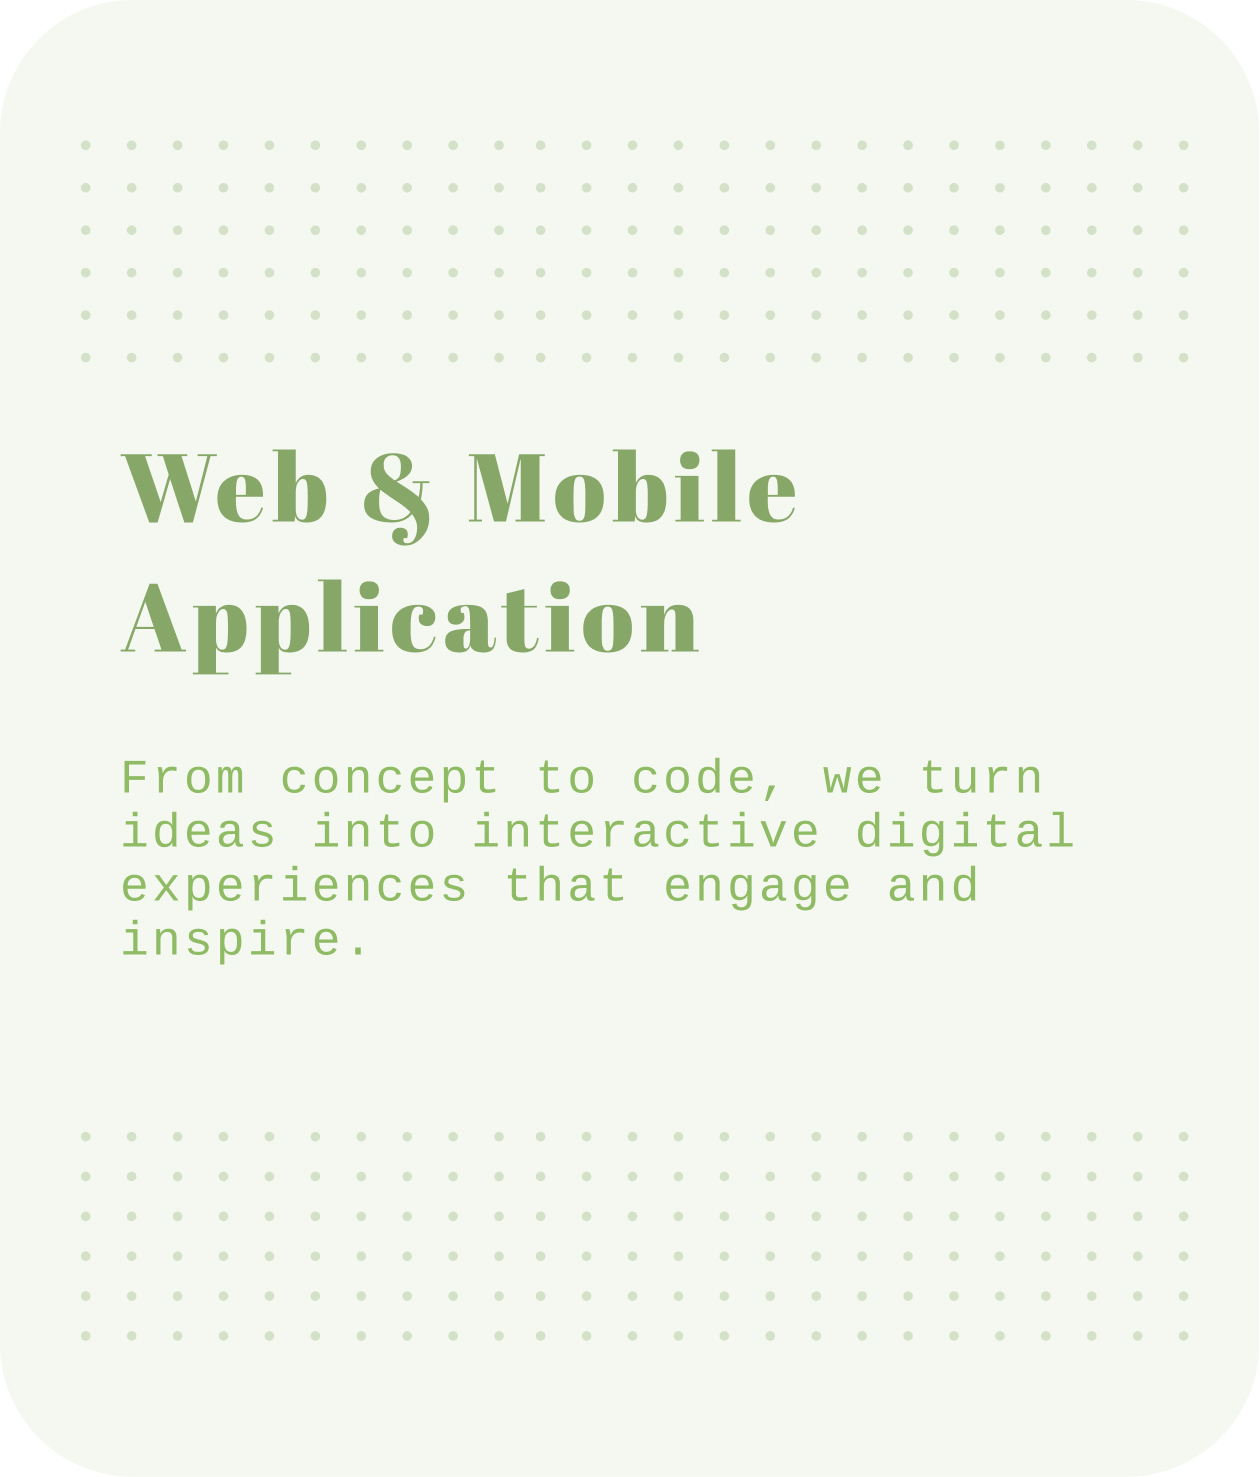 Web & Mobile
Application
From concept to code, we turn
ideas into interactive digital
experiences that engage and
inspire.